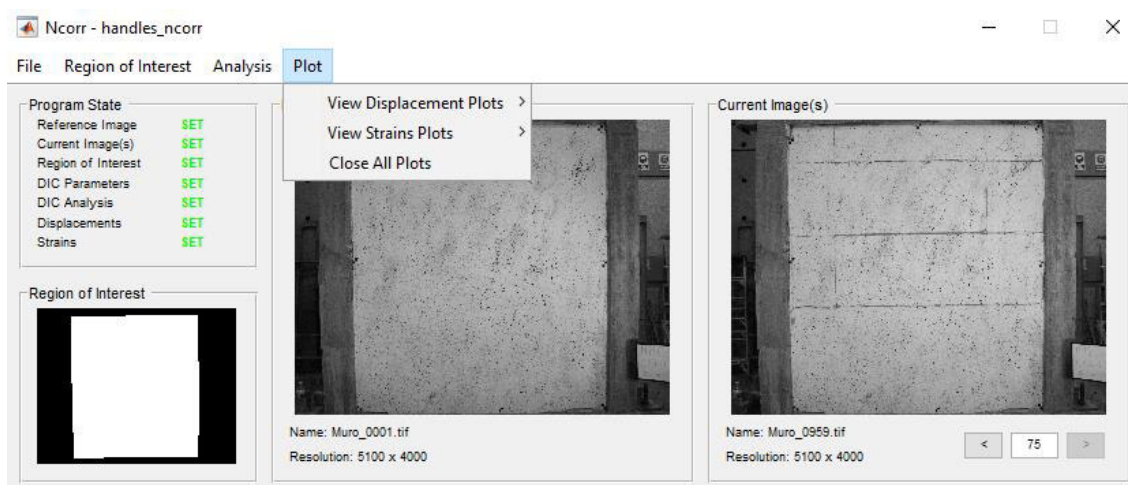 Ncorr - handles_ncorr
File Region of Interest Analysis Plot
View Displacement Plots >
View Strains Plots >
Close All Plots
Program State
Reference Image SET
Current Image(s) SET
Region of Interest SET
DIC Parameters SET
DIC Analysis SET
Displacements SET
Strains SET
Region of Interest
Name: Muro_0001.tif
Resolution: 5100 x 4000
Current Image(s)
Name: Muro_0959.tif
Resolution: 5100 x 4000
< 75 >